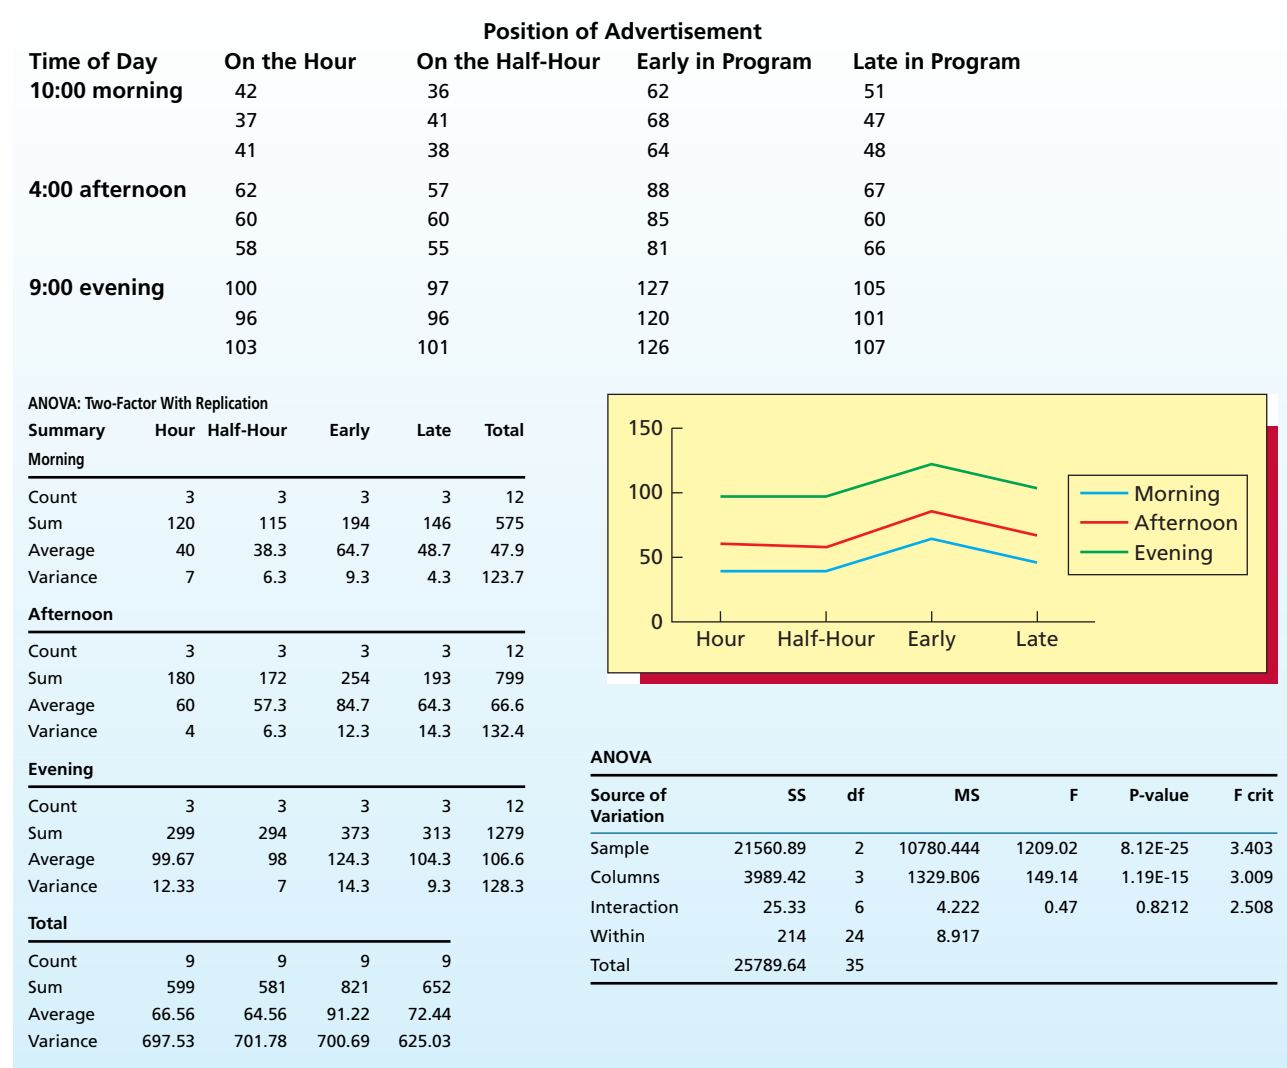 Position of Advertisement
Time of Day On the Hour On the Half-Hour Early in Program Late in Program
10:00 morning 42 36 62 51
37 41 68 47
41 38 64 48
4:00 afternoon 62 57 88 67
60 60 85 60
58 55 81 66
9:00 evening 100 97 127 105
96 96 120 101
103 101 126 107
ANOVA: Two-Factor With Replication
Summary Hour Half-Hour Early Late Total
Morning
Count 3 3 3 3 12
Sum 120 115 194 146 575
Average 40 38.3 64.7 48.7 47.9
Variance 7 6.3 9.3 4.3 123.7
Afternoon
Count 3 3 3 3 12
Sum 180 172 254 193 799
Average 60 57.3 84.7 64.3 66.6
Variance 4 6.3 12.3 14.3 132.4
Evening
Count 3 3 3 3 12
Sum 299 294 373 313 1279
Average 99.67 98 124.3 104.3 106.6
Variance 12.33 7 14.3 9.3 128.3
Total
Count 9 9 9 9
Sum 599 581 821 652
Average 66.56 64.56 91.22 72.44
Variance 697.53 701.78 700.69 625.03
150
100
50
0
Hour Half-Hour Early Late
Morning
Afternoon
Evening
ANOVA
Source of SS df MS F P-value F crit
Variation
Sample 21560.89 2 10780.444 1209.02 8.12E-25 3.403
Columns 3989.42 3 1329.B06 149.14 1.19E-15 3.009
Interaction 25.33 6 4.222 0.47 0.8212 2.508
Within 214 24 8.917
Total 25789.64 35